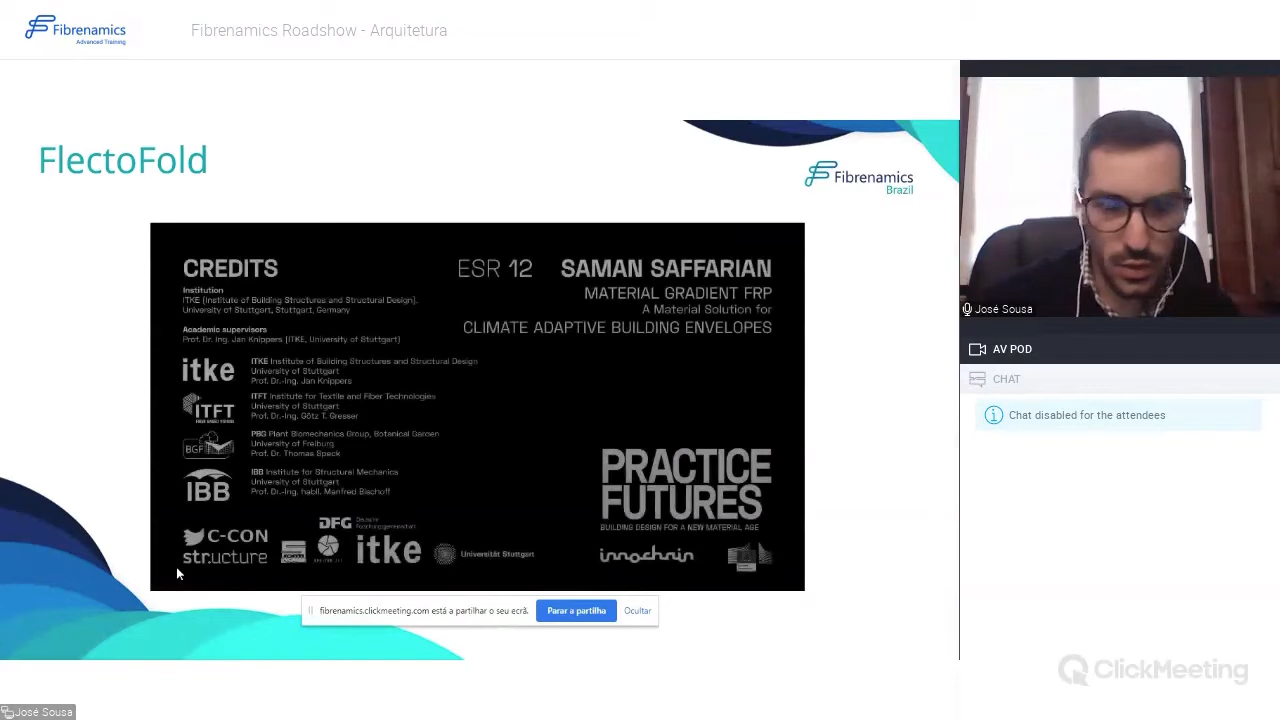 Fibrenamics
Advanced Training
Fibrenamics Roadshow - Arquitetura
FlectoFold
Fibrenamics
Brazil
CREDITS
Institution
ITKE [Institute of Building Structures and Structural Design],
University of Stuttgart, Stuttgart, Germany
Academic supervisors
Prof. Dr. Ing. Jan Knippers [ITKE, University of Stuttgart]
itke
ITKE Institute of Building Structures and Structural Design
University of Stuttgart
Prof. Dr.-Ing. Jan Knippers
ITFT
ITFT Institute for Textile and Fiber Technologies
University of Stuttgart
Prof. Dr.-Ing. Götz T. Gresser
BGF
PBG Plant Biomechanics Group, Botanical Garden
University of Freiburg
Prof. Dr. Thomas Speck
IBB
IBB Institute for Structural Mechanics
University of Stuttgart
Prof. Dr.-Ing. habil. Manfred Bischoff
C-CON
structure
DFG Deutsche
Forschungsgemeinschaft
itke
Universität Stuttgart
ESR 12 SAMAN SAFFARIAN
MATERIAL GRADIENT FRP
A Material Solution for
CLIMATE ADAPTIVE BUILDING ENVELOPES
PRACTICE
FUTURES
BUILDING DESIGN FOR A NEW MATERIAL AGE
innochain
fibrenamics.clickmeeting.com está a partilhar o seu ecrã.
Parar a partilha
Ocultar
José Sousa
AV POD
CHAT
Chat disabled for the attendees
ClickMeeting
José Sousa